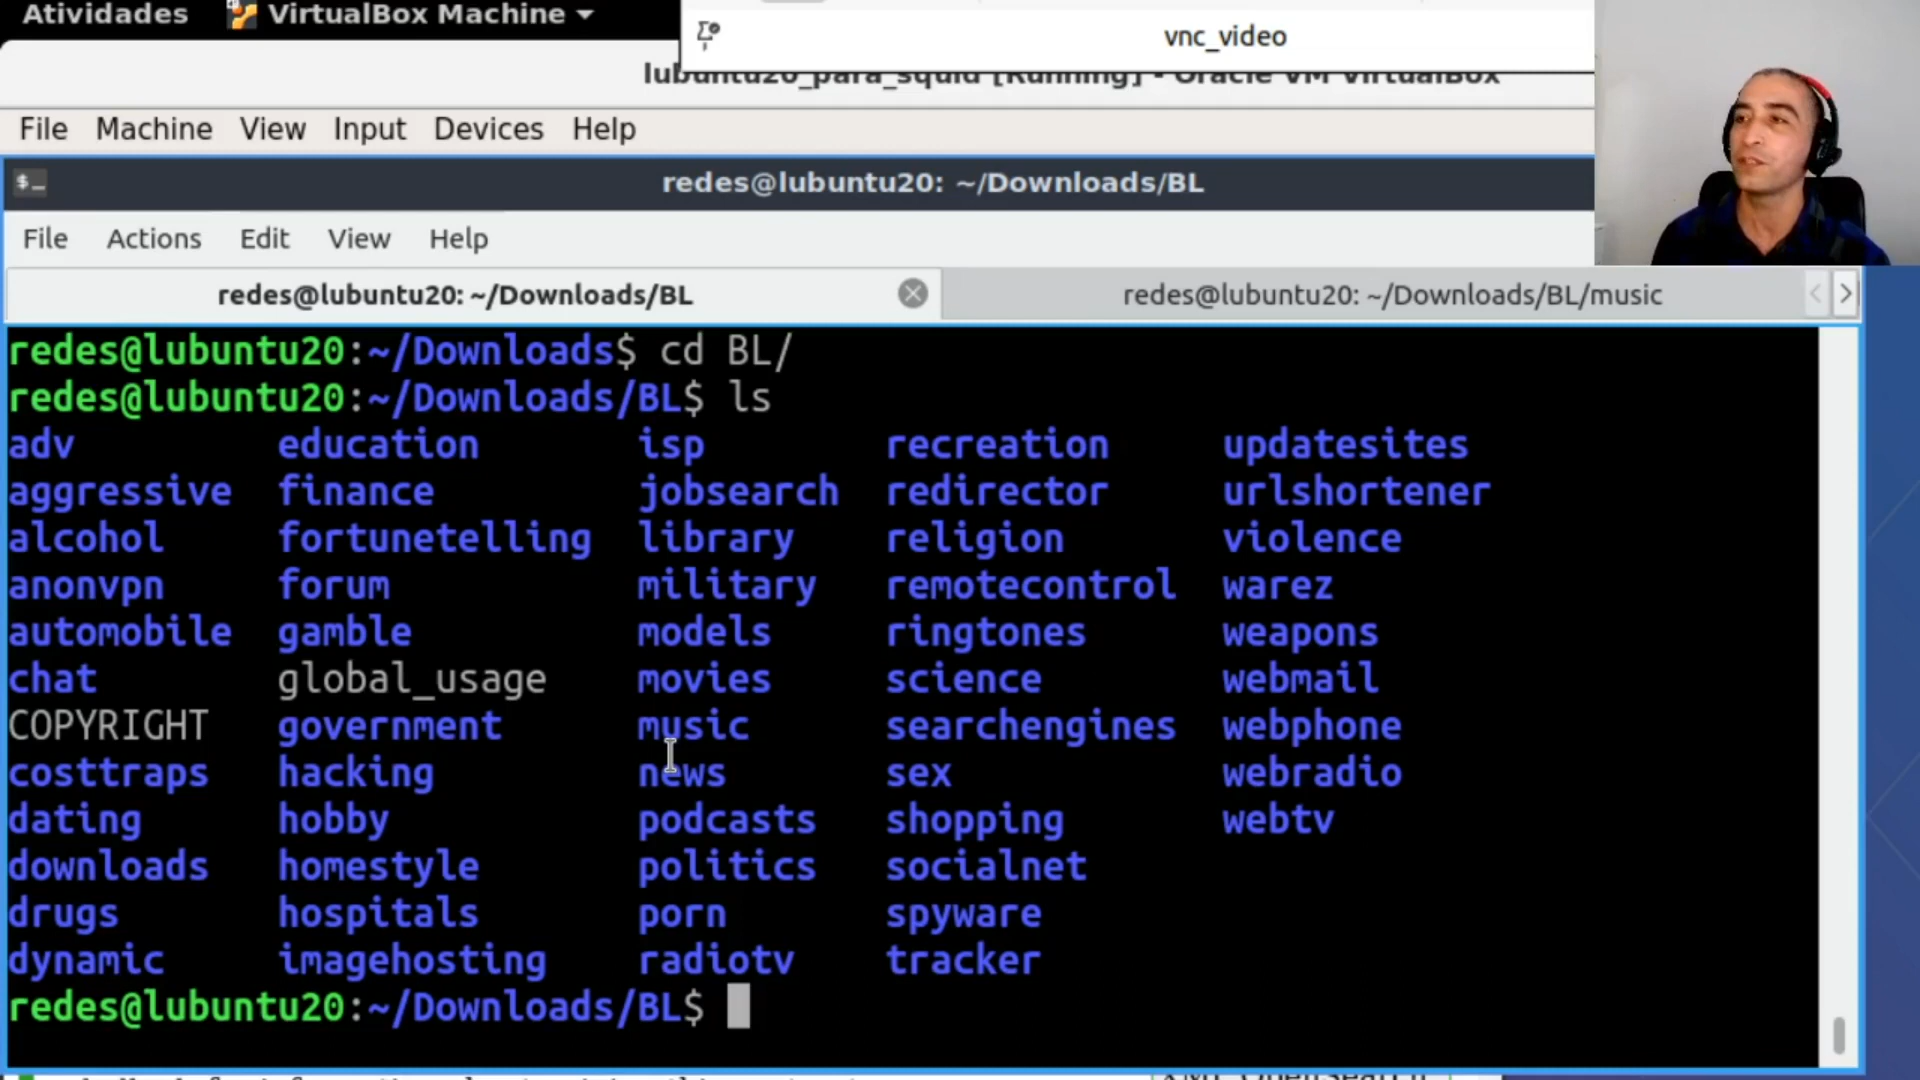 Atividades VirtualBox Machine
vnc_video
lubuntu20_para_squid [Running] - Oracle VM VirtualBox
File Machine View Input Devices Help
redes@lubuntu20: ~/Downloads/BL
File Actions Edit View Help
redes@lubuntu20: ~/Downloads/BL redes@lubuntu20: ~/Downloads/BL/music
redes@lubuntu20:~/Downloads$ cd BL/
redes@lubuntu20:~/Downloads/BL$ ls
adv education isp recreation updatesites
aggressive finance jobsearch redirector urlshortener
alcohol fortunetelling library religion violence
anonvpn forum military remotecontrol warez
automobile gamble models ringtones weapons
chat global_usage movies science webmail
COPYRIGHT government music searchengines webphone
costtraps hacking news sex webradio
dating hobby podcasts shopping webtv
downloads homestyle politics socialnet
drugs hospitals porn spyware
dynamic imagehosting radiotv tracker
redes@lubuntu20:~/Downloads/BL$